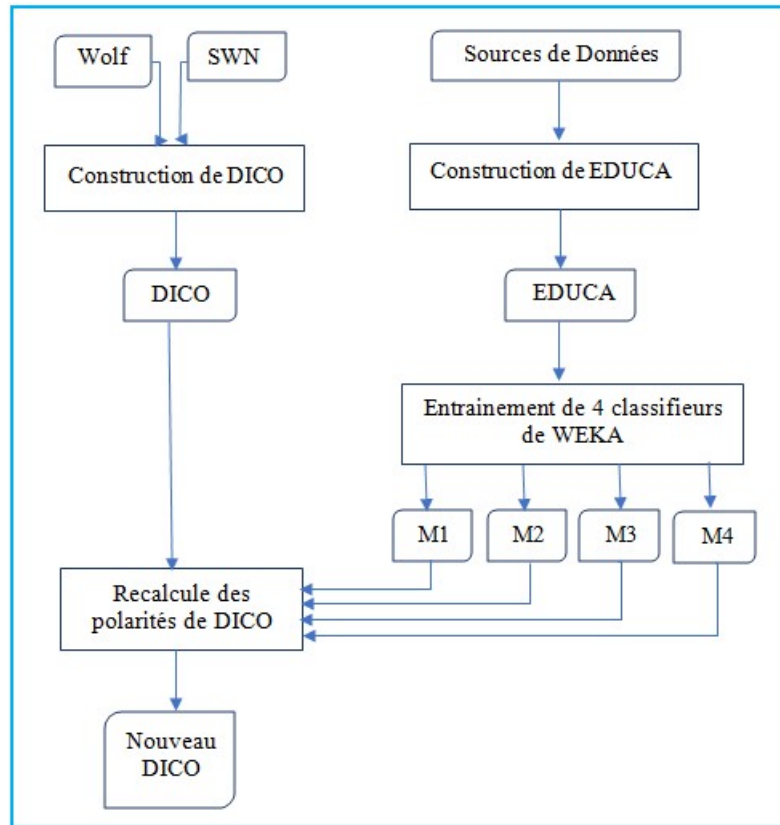 Wolf
SWN
Sources de Données
Construction de DICO
Construction de EDUCA
DICO
EDUCA
Entrainement de 4 classifieurs
de WEKA
M1
M2
M3
M4
Recalcule des
polarités de DICO
Nouveau
DICO